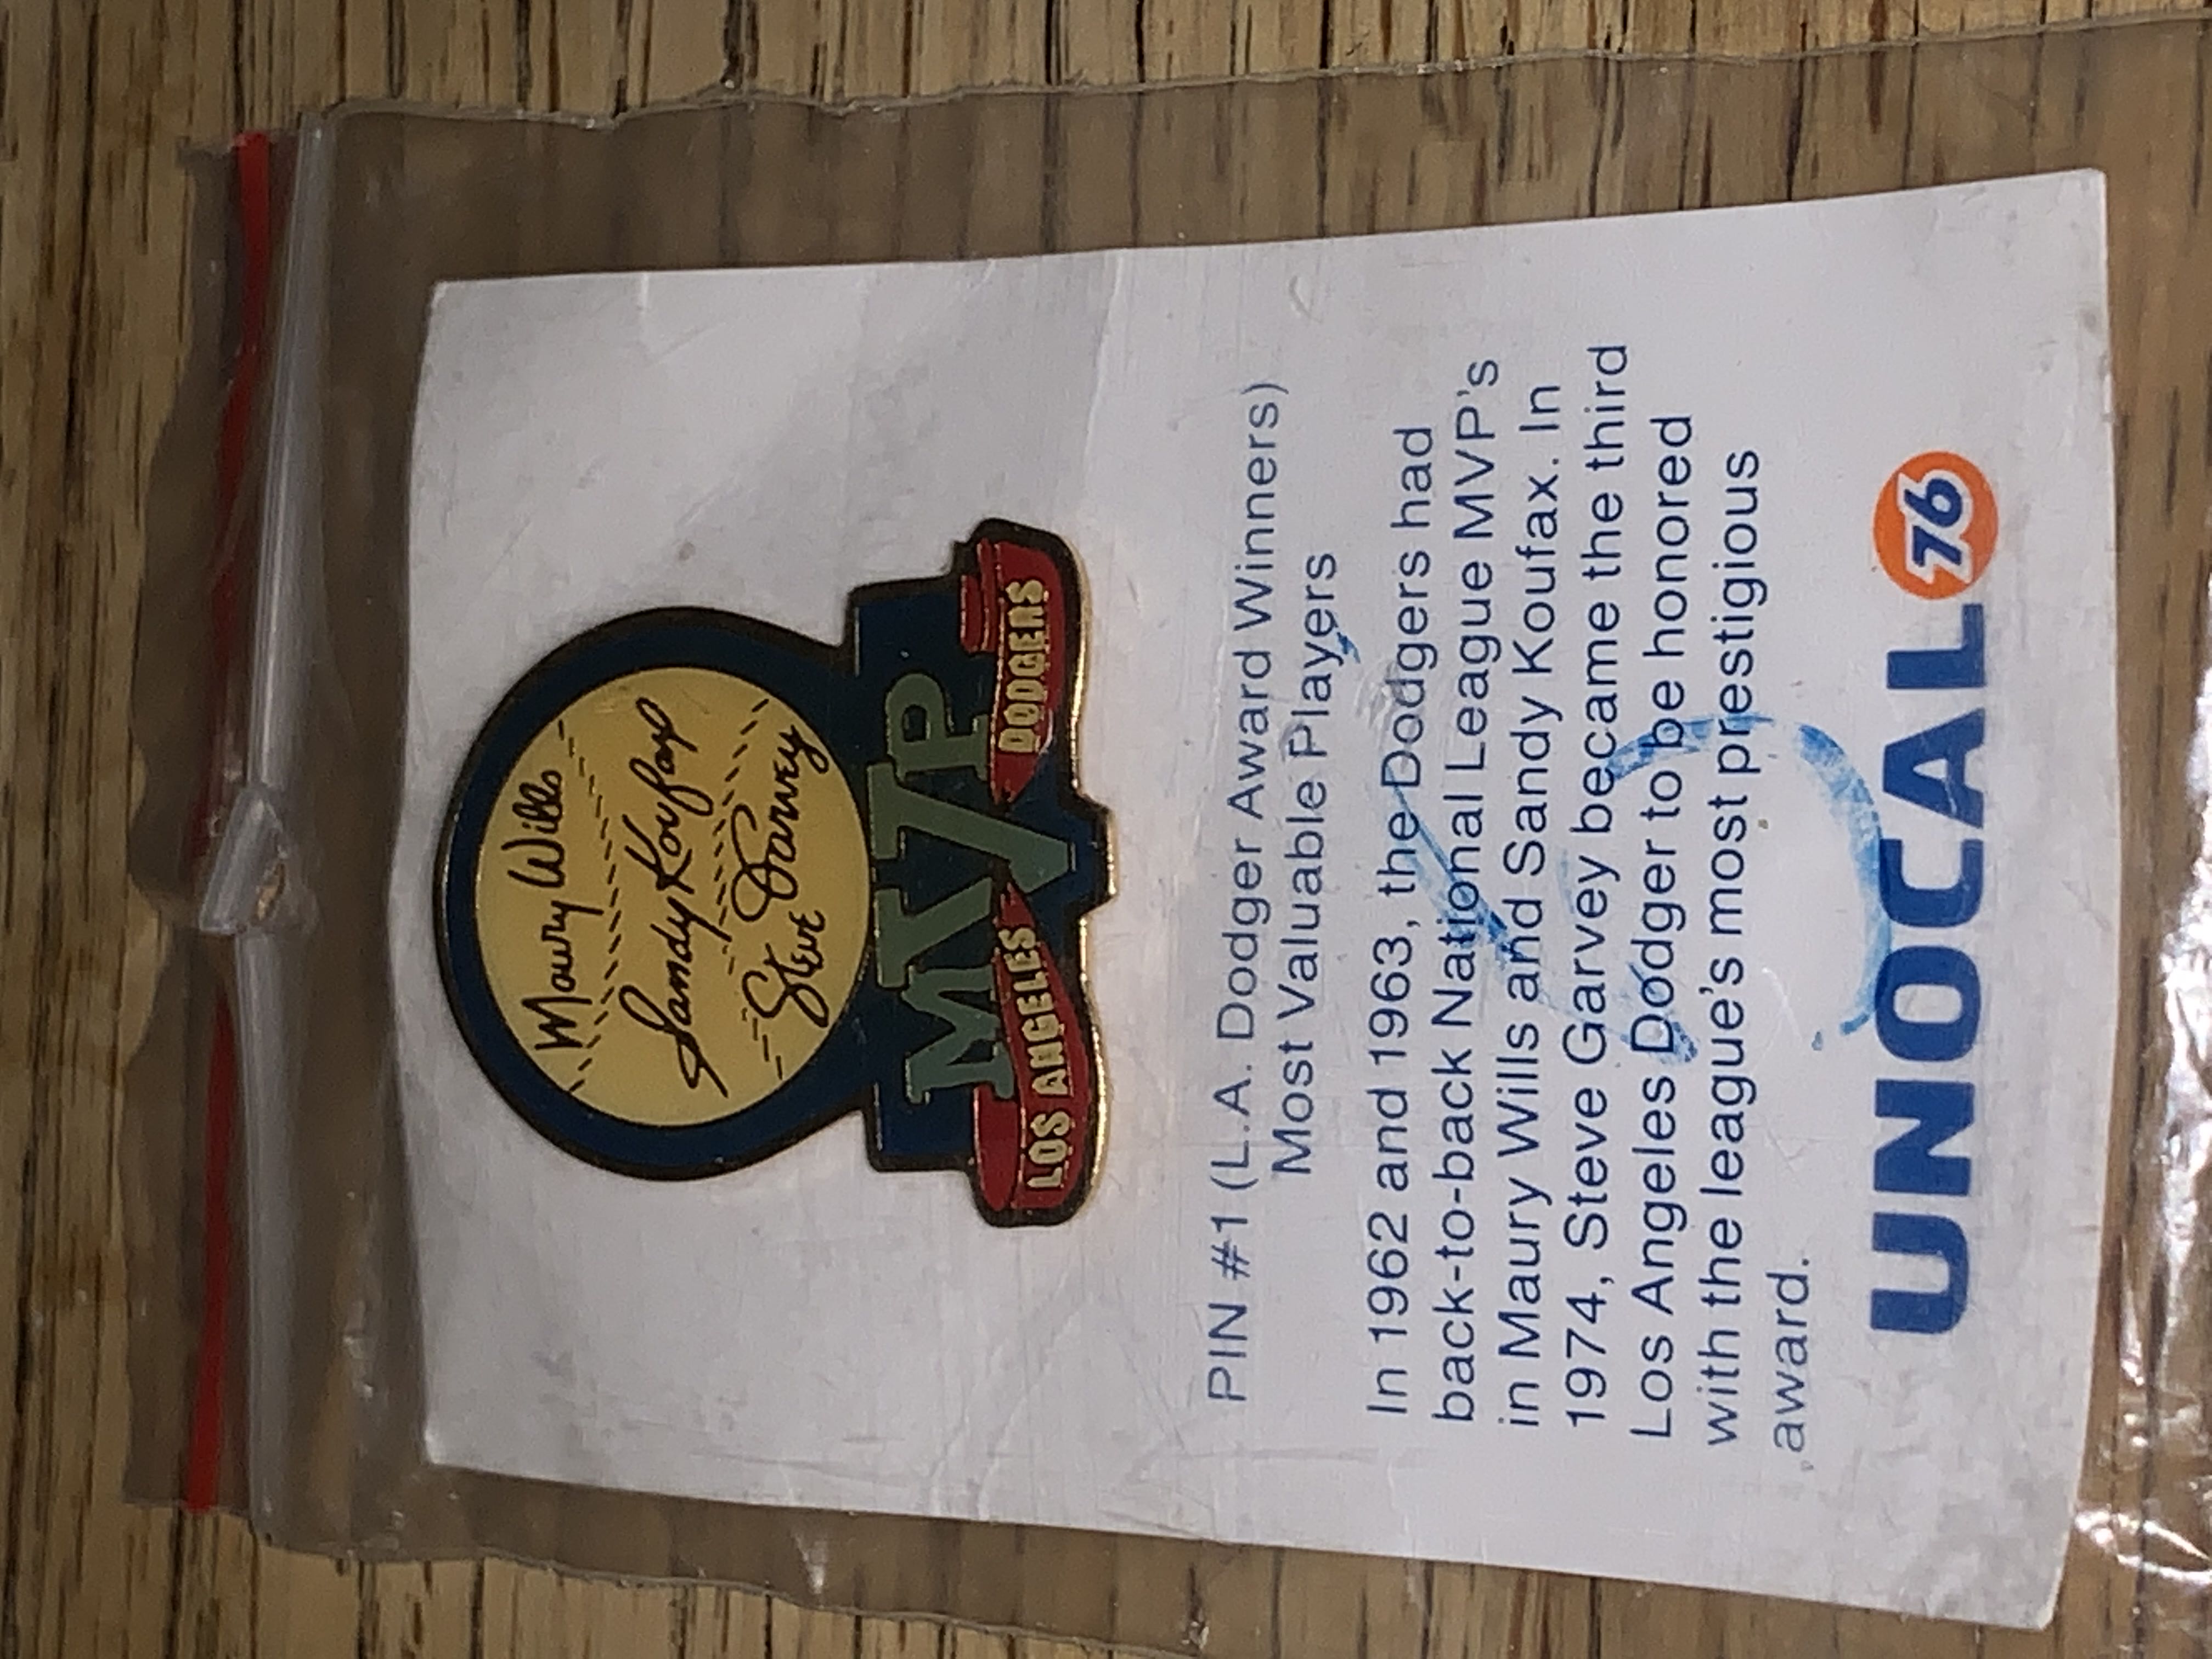 Maury Wills
Sandy Koufax
Steve Garvey
MVP
LOS ANGELES DODGERS
PIN #1 (L.A. Dodger Award Winners)
Most Valuable Players
In 1962 and 1963, the Dodgers had
back-to-back National League MVP's
in Maury Wills and Sandy Koufax. In
1974, Steve Garvey became the third
Los Angeles Dodger to be honored
with the league's most prestigious
award.
UNOCAL 76